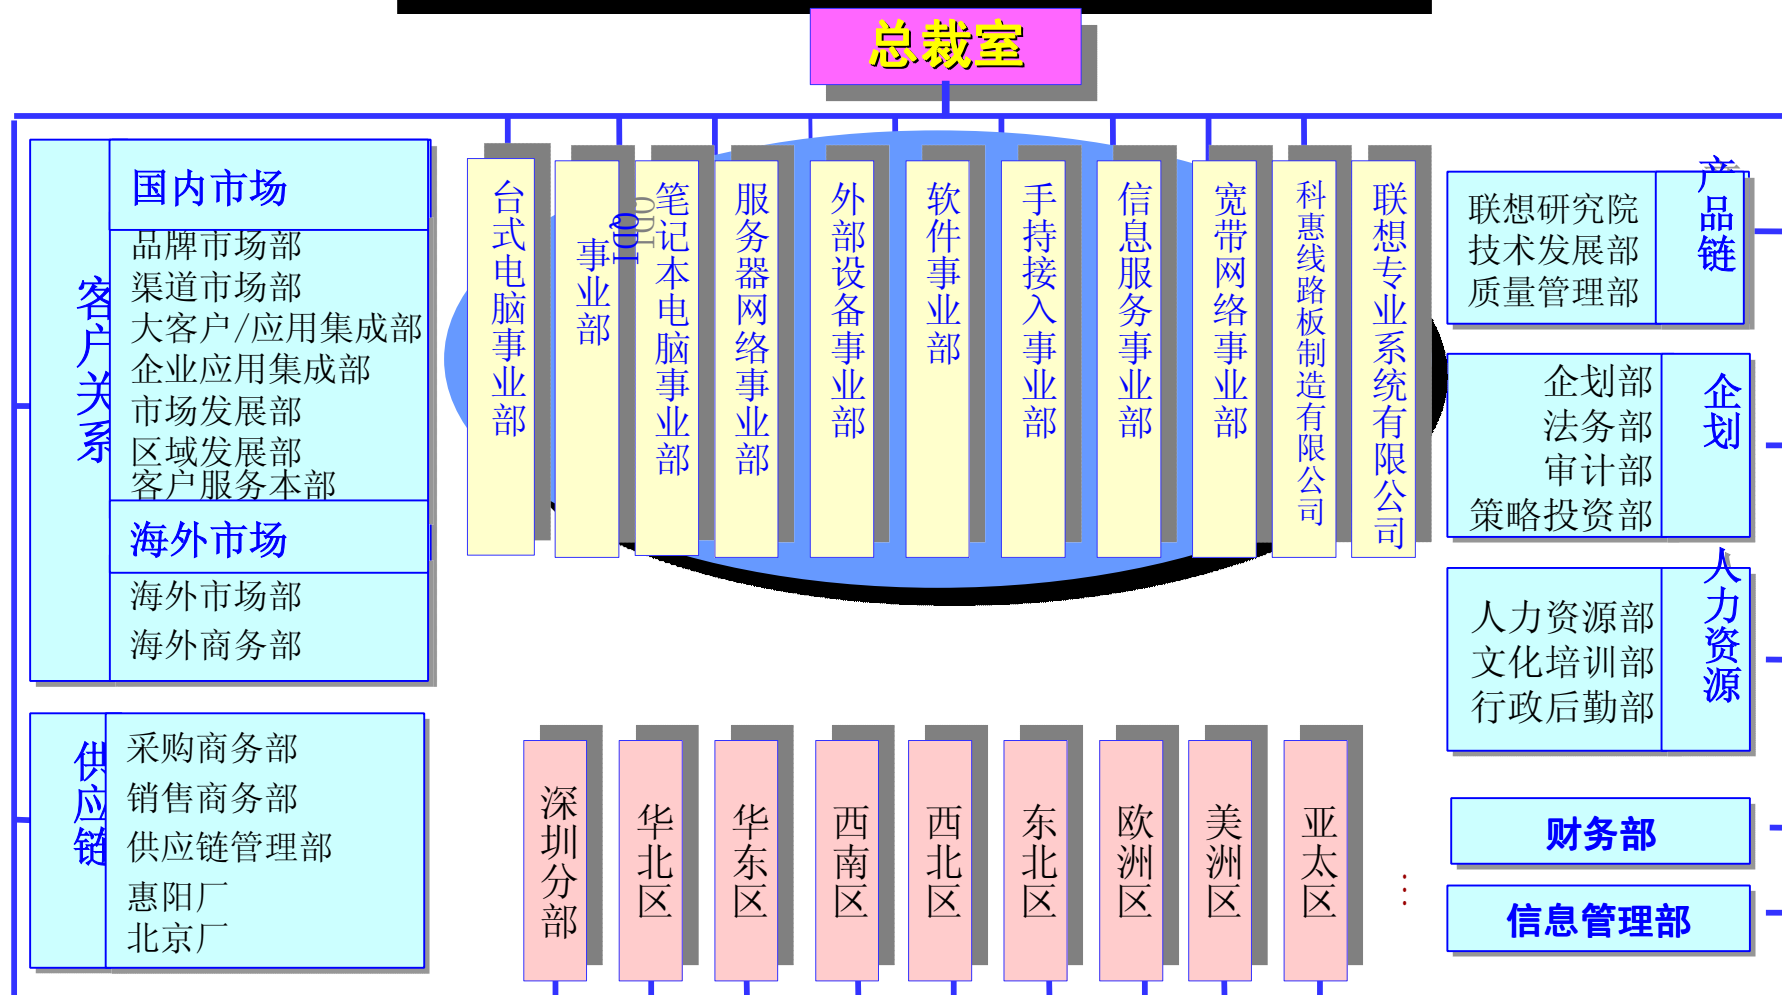 总裁室
客户关系
国内市场
品牌市场部
渠道市场部
大客户/应用集成部
企业应用集成部
市场发展部
区域发展部
客户服务本部
海外市场
海外市场部
海外商务部
供应链
采购商务部
销售商务部
供应链管理部
惠阳厂
北京厂
台式电脑事业部
QDI
事业部
笔记本电脑事业部
服务器网络事业部
外部设备事业部
软件事业部
手持接入事业部
信息服务事业部
宽带网络事业部
科惠线路板制造有限公司
联想专业系统有限公司
深圳分部
华北区
华东区
西南区
西北区
东北区
欧洲区
美洲区
亚太区
…
产品链
联想研究院
技术发展部
质量管理部
企划
企划部
法务部
审计部
策略投资部
人力资源
人力资源部
文化培训部
行政后勤部
财务部
信息管理部